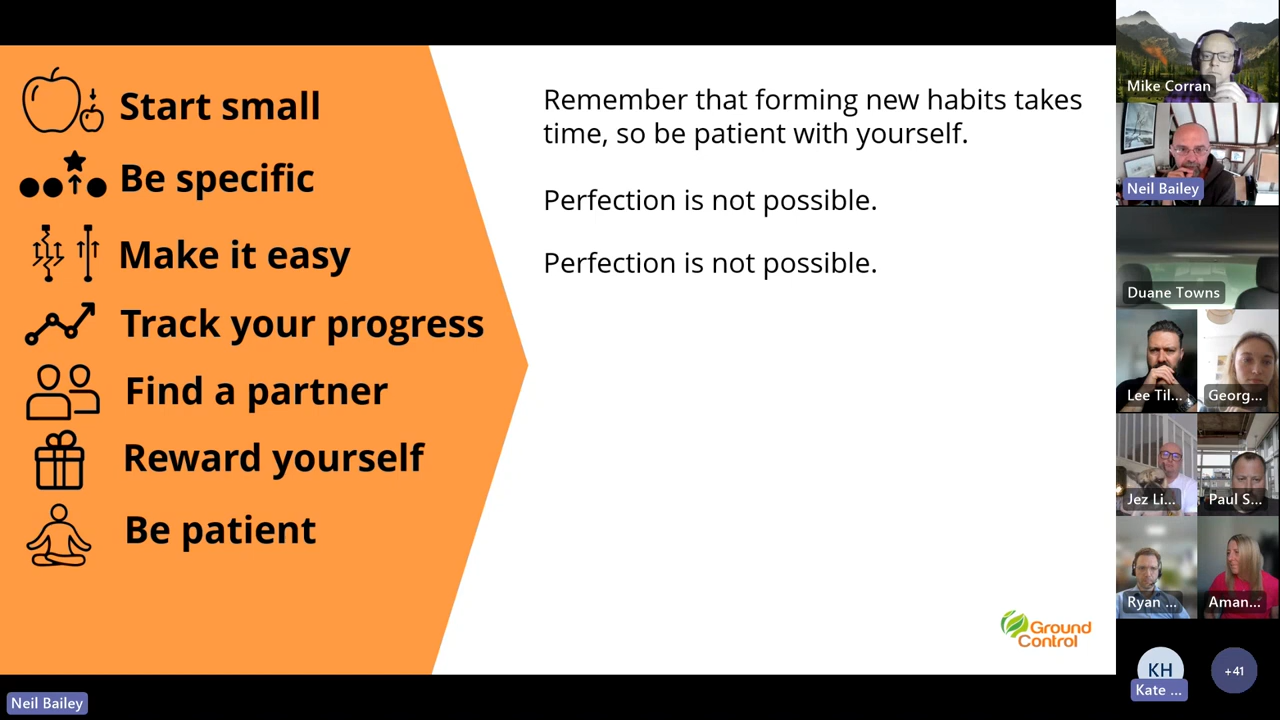 Start small
Be specific
Make it easy
Track your progress
Find a partner
Reward yourself
Be patient
Remember that forming new habits takes
time, so be patient with yourself.
Perfection is not possible.
Perfection is not possible.
Ground
Control
Neil Bailey
Mike Corran
Neil Bailey
Duane Towns
Lee Til...
Georg...
Jez Li...
Paul S...
Ryan ...
Aman...
KH
Kate ...
+41